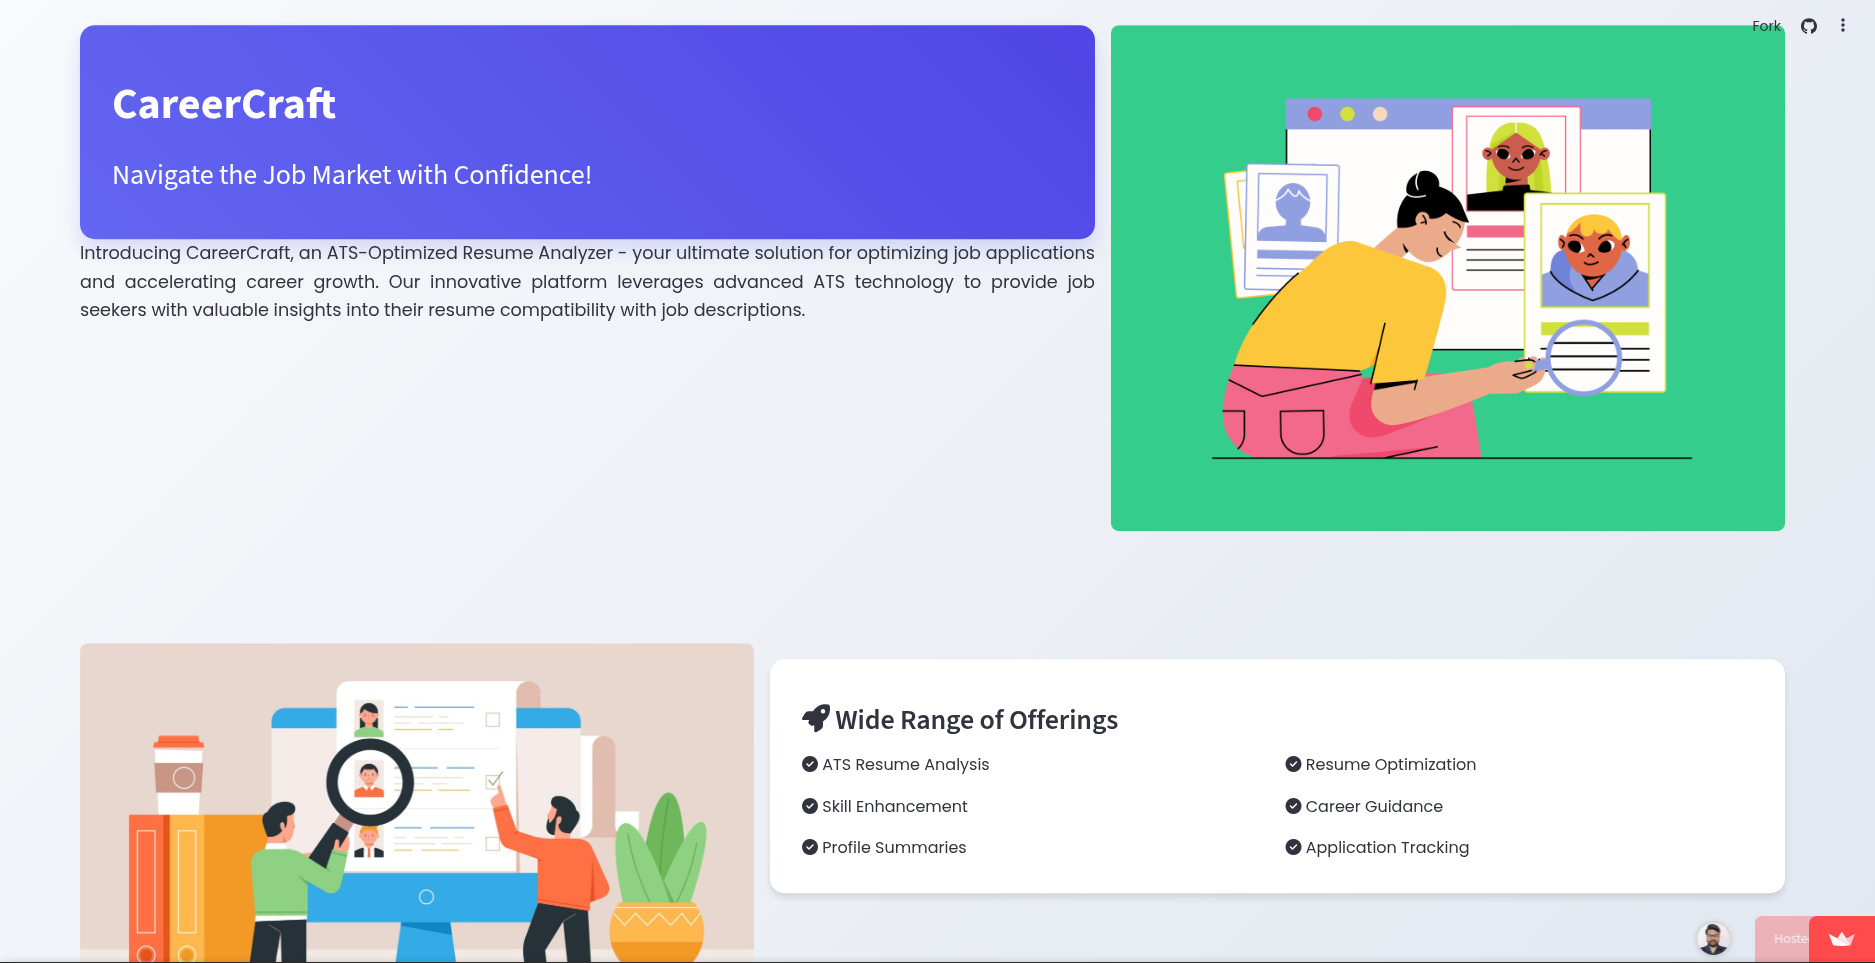 Fork
CareerCraft
Navigate the Job Market with Confidence!
Introducing CareerCraft, an ATS-Optimized Resume Analyzer - your ultimate solution for optimizing job applications
and accelerating career growth. Our innovative platform leverages advanced ATS technology to provide job
seekers with valuable insights into their resume compatibility with job descriptions.
Wide Range of Offerings
ATS Resume Analysis
Resume Optimization
Skill Enhancement
Career Guidance
Profile Summaries
Application Tracking